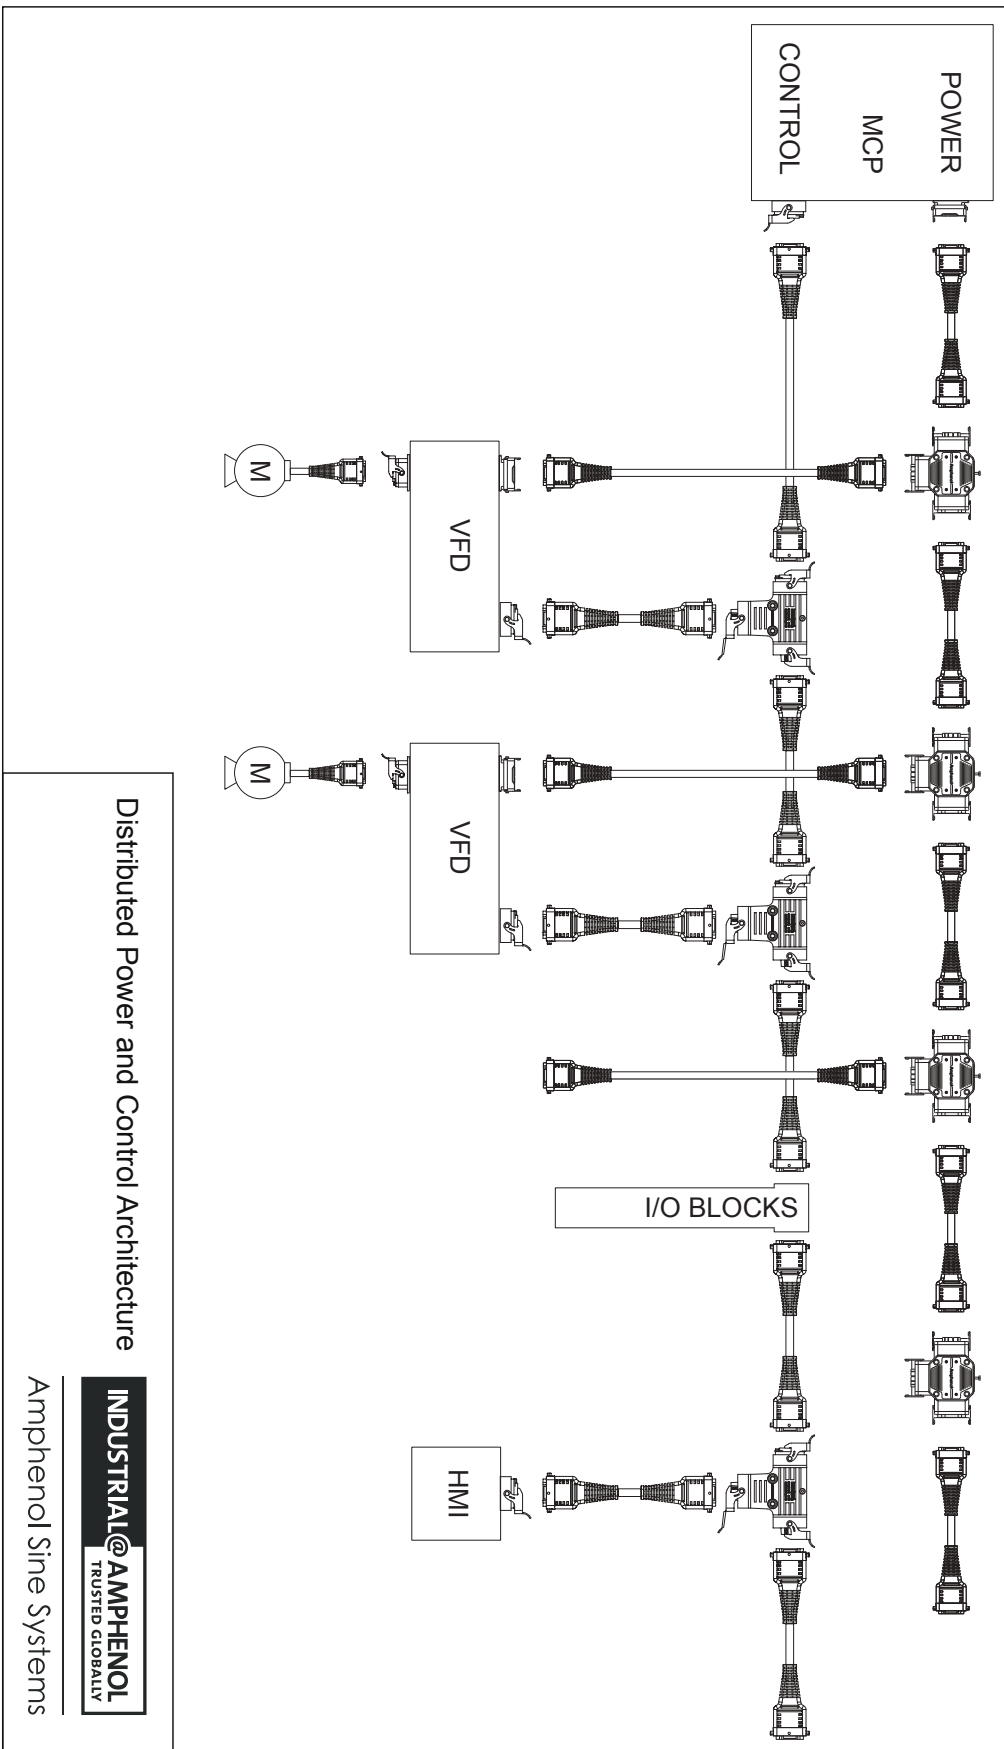 POWER
MCP
CONTROL
M
VFD
M
VFD
I/O BLOCKS
HMI
Distributed Power and Control Architecture
INDUSTRIAL@AMPHENOL
TRUSTED GLOBALLY
Amphenol Sine Systems